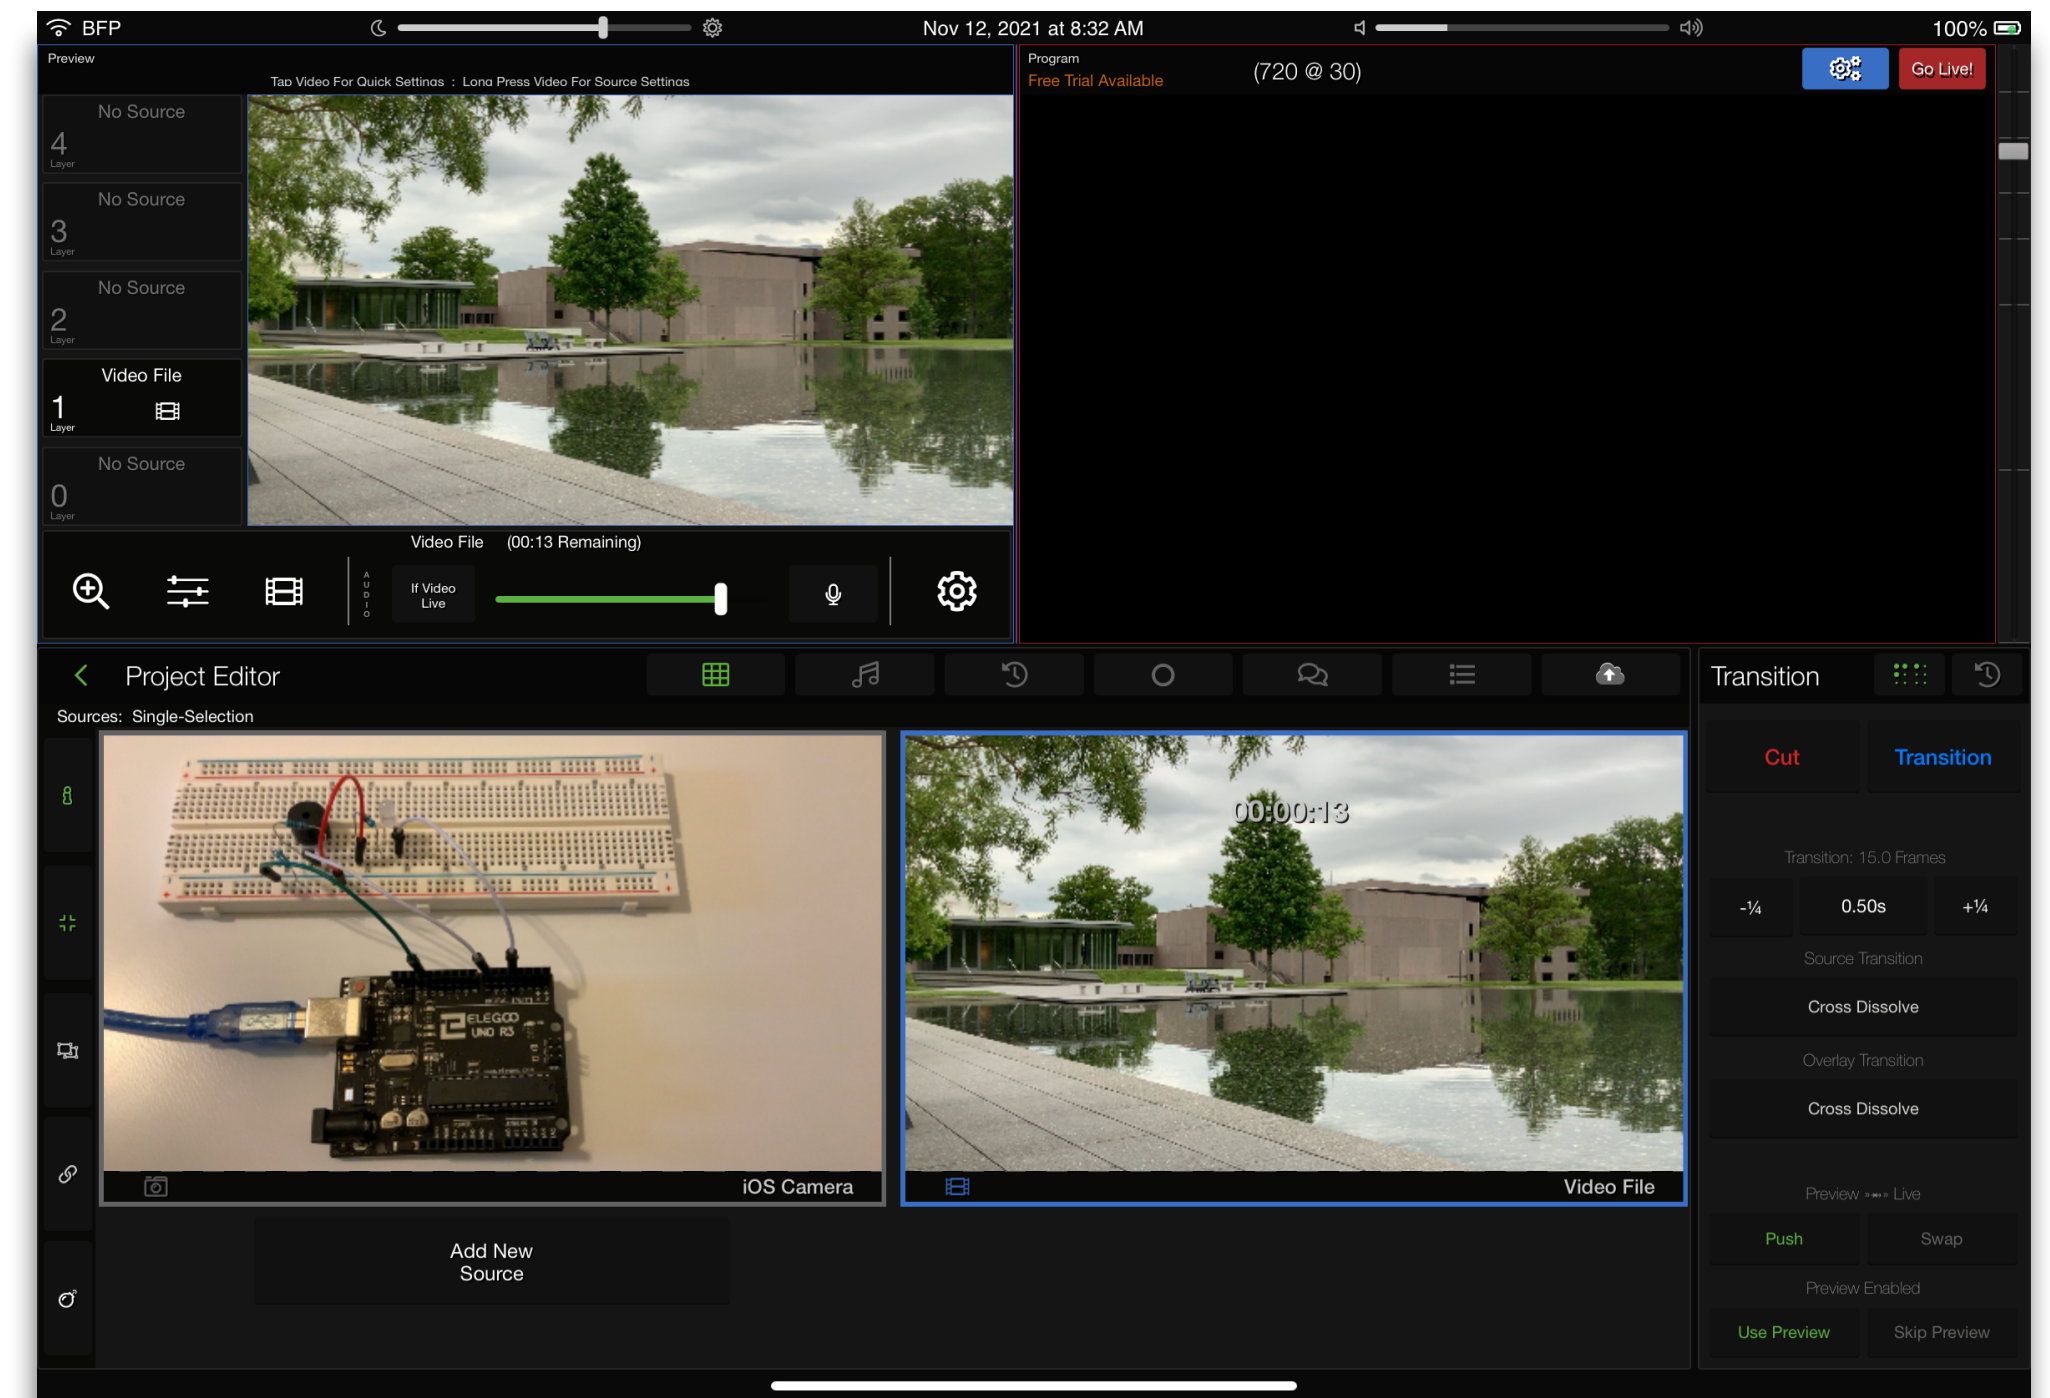 BFP
Nov 12, 2021 at 8:32 AM
100%
Preview
Tap Video For Quick Settings : Long Press Video For Source Settings
No Source
4
Layer
No Source
3
Layer
No Source
2
Layer
Video File
1
Layer
No Source
0
Layer
Program
Free Trial Available
(720 @ 30)
Go Live!
Video File (00:13 Remaining)
AUDIO
If Video
Live
Project Editor
Sources: Single-Selection
ELEGOO
UNO R3
iOS Camera
00:00:13
Video File
Add New
Source
Transition
Cut
Transition
Transition: 15.0 Frames
-¼
0.50s
+¼
Source Transition
Cross Dissolve
Overlay Transition
Cross Dissolve
Preview »»» Live
Push
Swap
Preview Enabled
Use Preview
Skip Preview